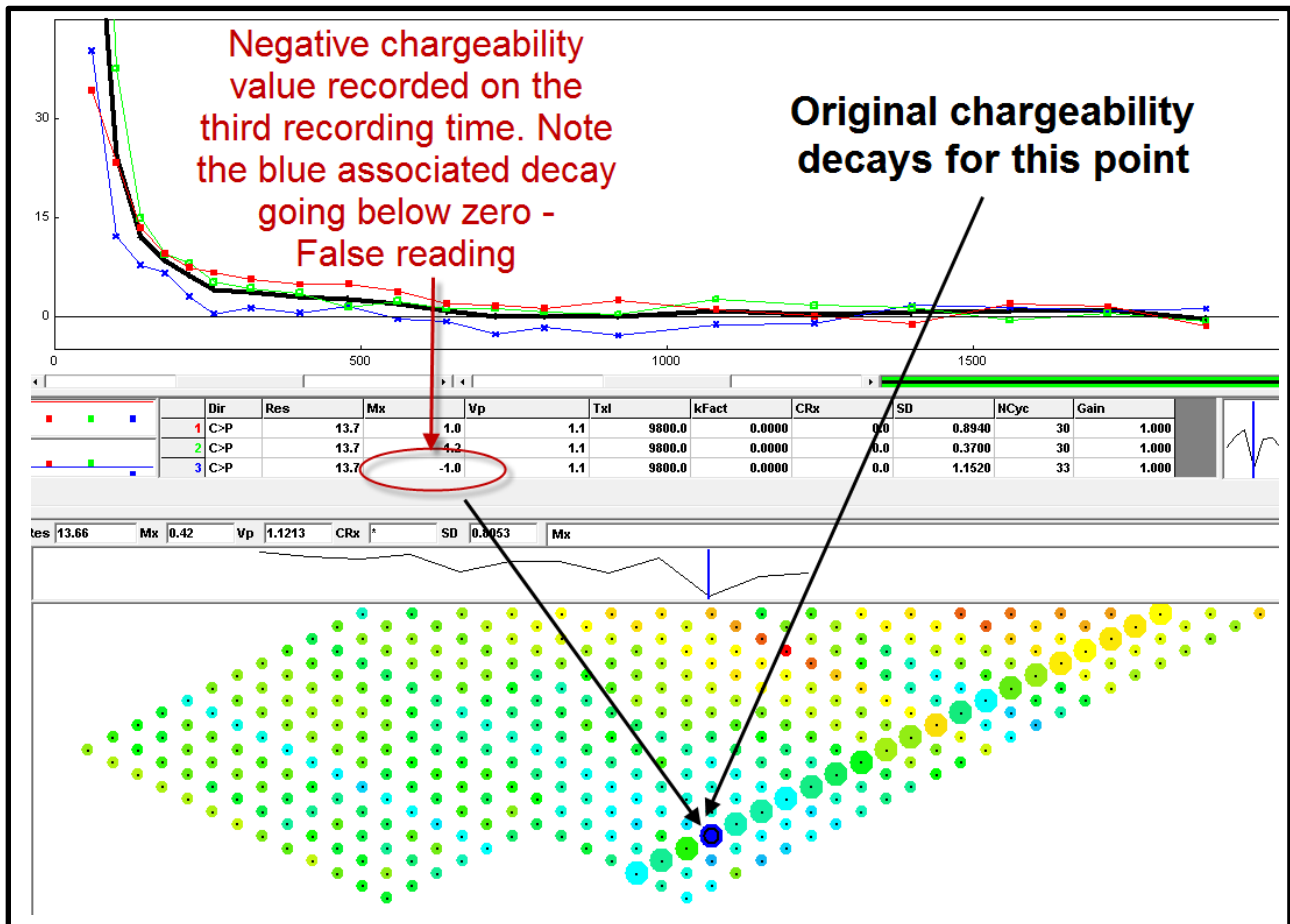 Negative chargeability
value recorded on the
third recording time. Note
the blue associated decay
going below zero -
False reading
Original chargeability
decays for this point
30
15
0
0 500 1000 1500
Dir Res Mx Vp TxI kFact CRx SD NCyc Gain
1 C>P 13.7 1.0 1.1 9800.0 0.0000 0.0 0.8940 30 1.000
2 C>P 13.7 1.2 1.1 9800.0 0.0000 0.0 0.3700 30 1.000
3 C>P 13.7 -1.0 1.1 9800.0 0.0000 0.0 1.1520 33 1.000
Res 13.66 Mx 0.42 Vp 1.1213 CRx * SD 0.8053 Mx